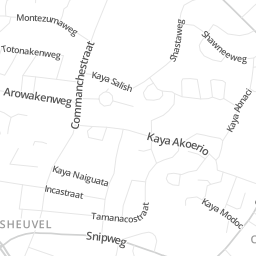 Montezumaweg
Shastaweg
Shawneeweg
Totonakenweg
Commanchestraat
Kaya Salish
Arowakenweg
Kaya Abnaci
Kaya Akoerio
Kaya Naiguata
Incastraat
Tamanacostraat
Kaya Modoc
SHEUVEL
Snipweg